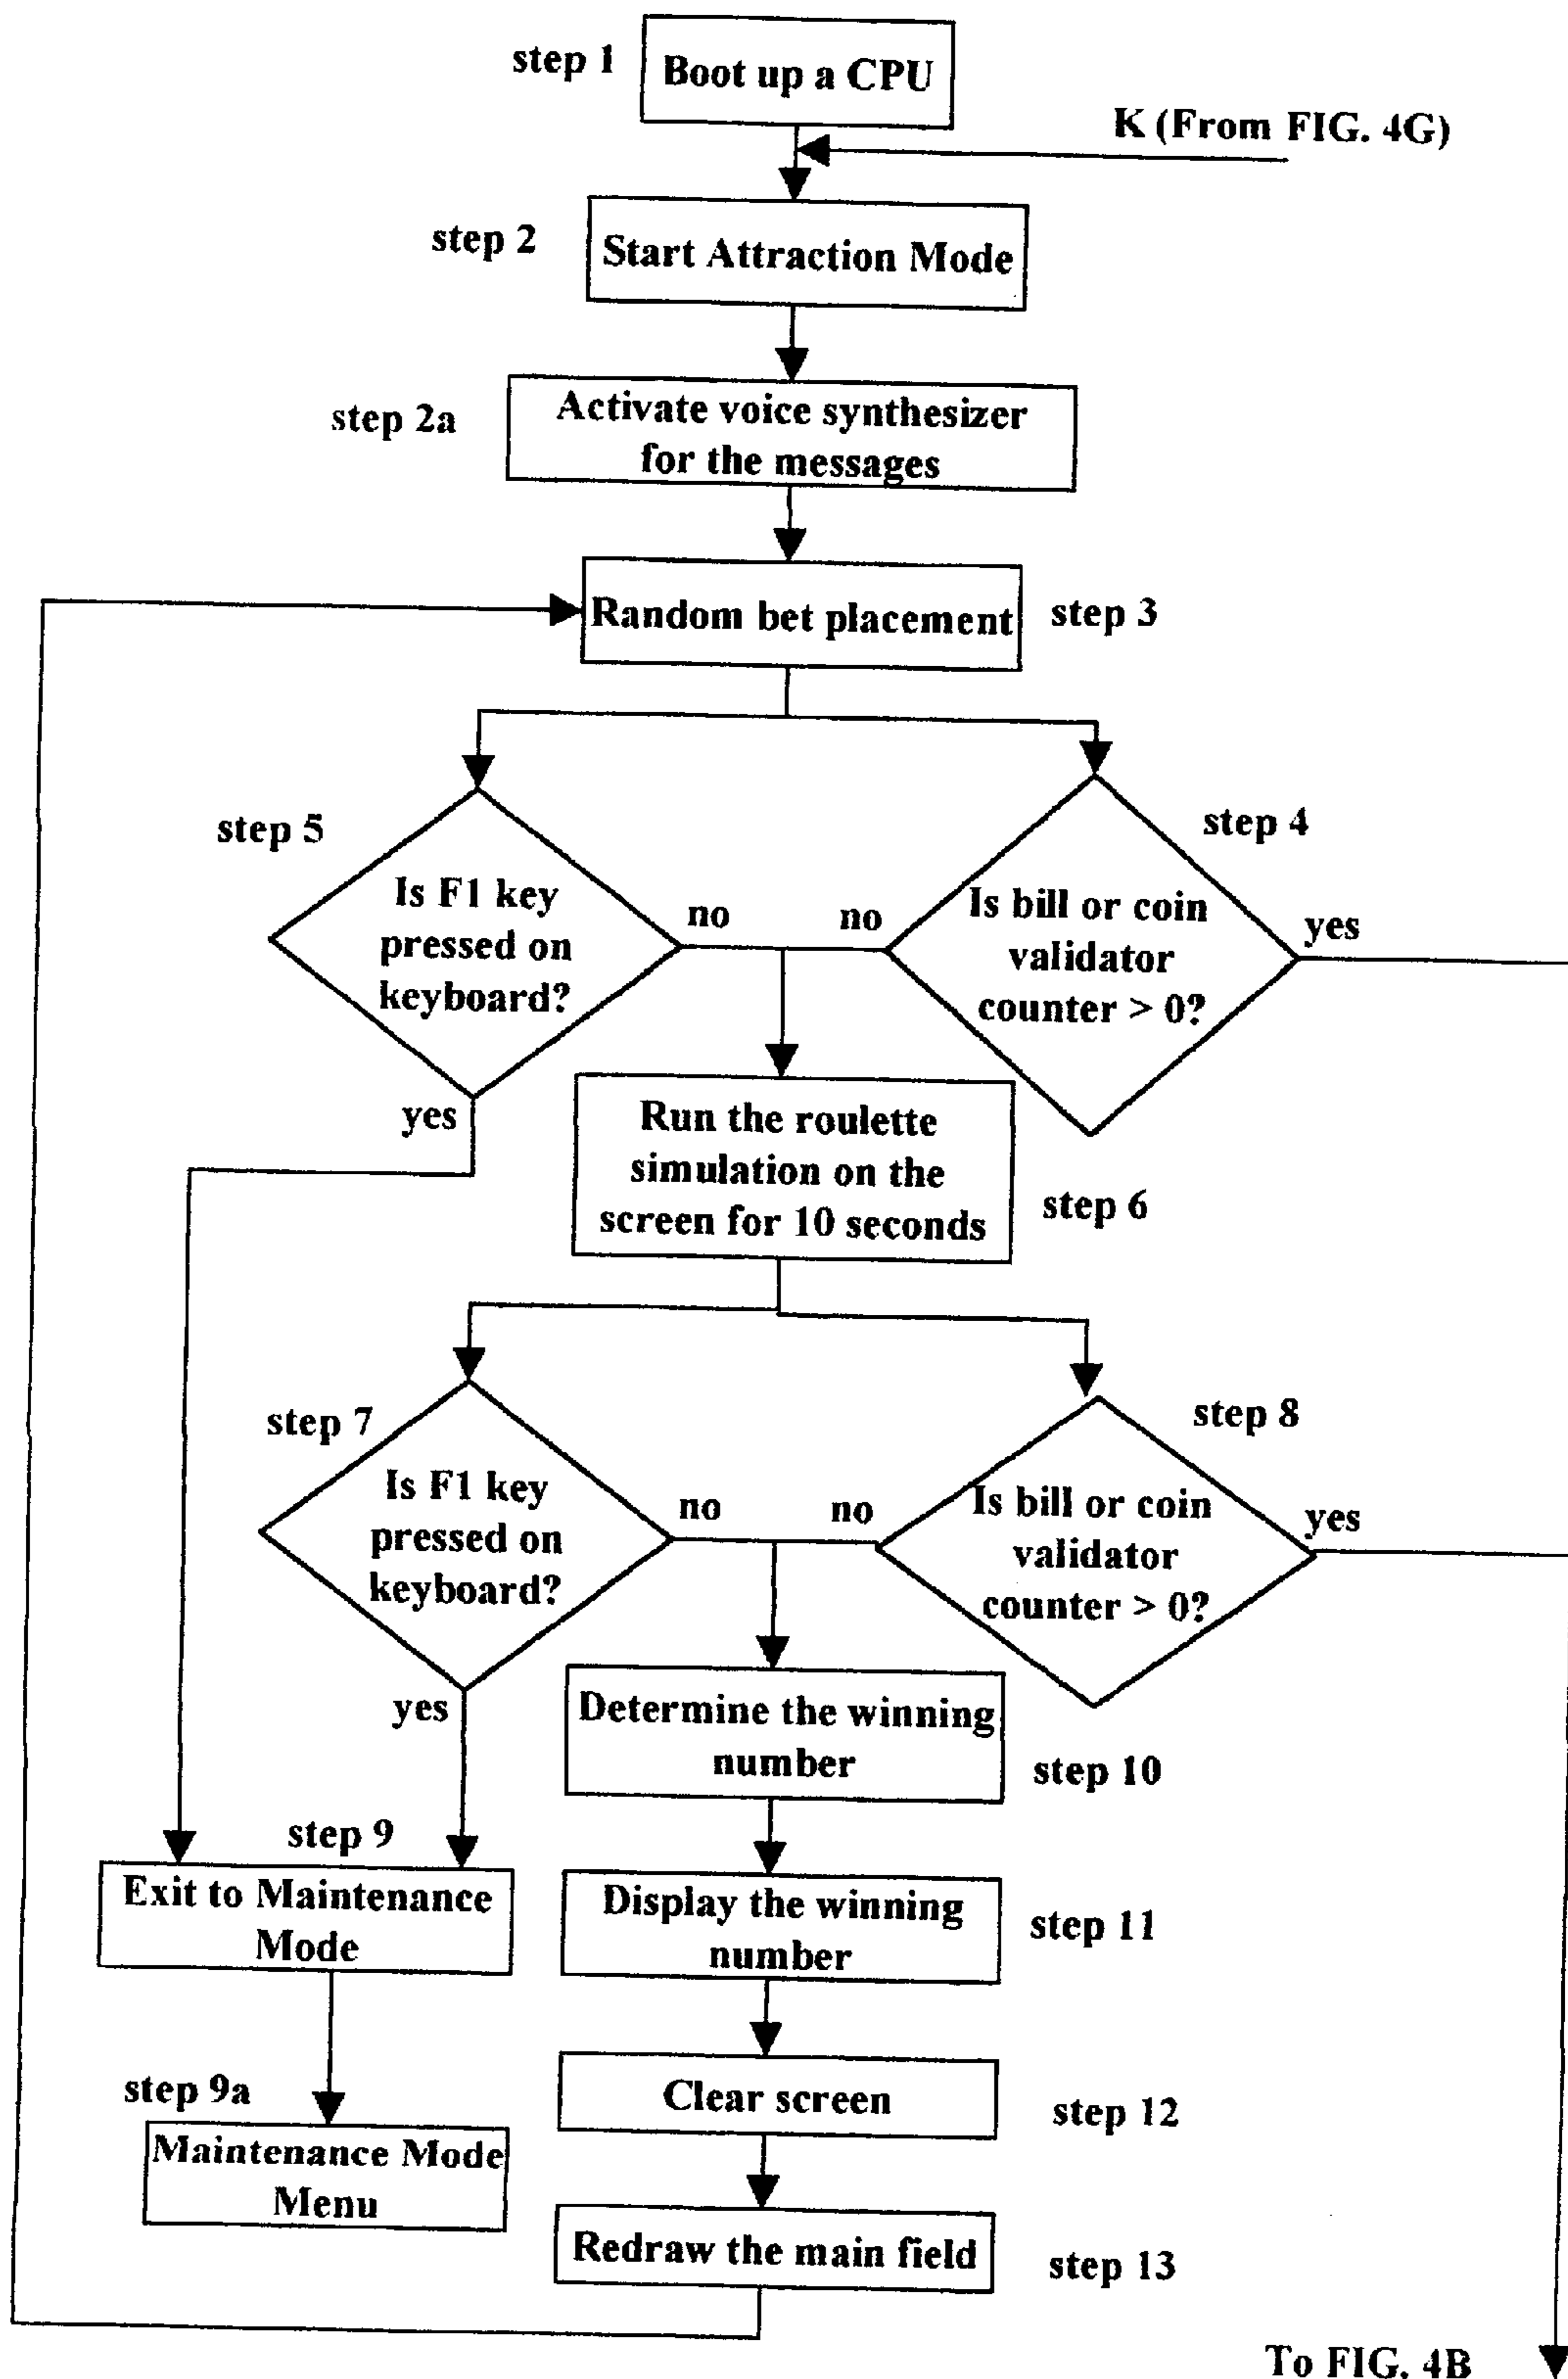 step 1
Boot up a CPU
K (From FIG. 4G)
step 2
Start Attraction Mode
step 2a
Activate voice synthesizer
for the messages
Random bet placement
step 3
step 5
step 4
Is F1 key
pressed on
keyboard?
no
no
Is bill or coin
validator
counter > 0?
yes
yes
Run the roulette
simulation on the
screen for 10 seconds
step 6
step 7
step 8
Is F1 key
pressed on
keyboard?
no
no
Is bill or coin
validator
counter > 0?
yes
yes
Determine the winning
number
step 10
step 9
Exit to Maintenance
Mode
Display the winning
number
step 11
step 9a
Maintenance Mode
Menu
Clear screen
step 12
Redraw the main field
step 13
To FIG. 4B